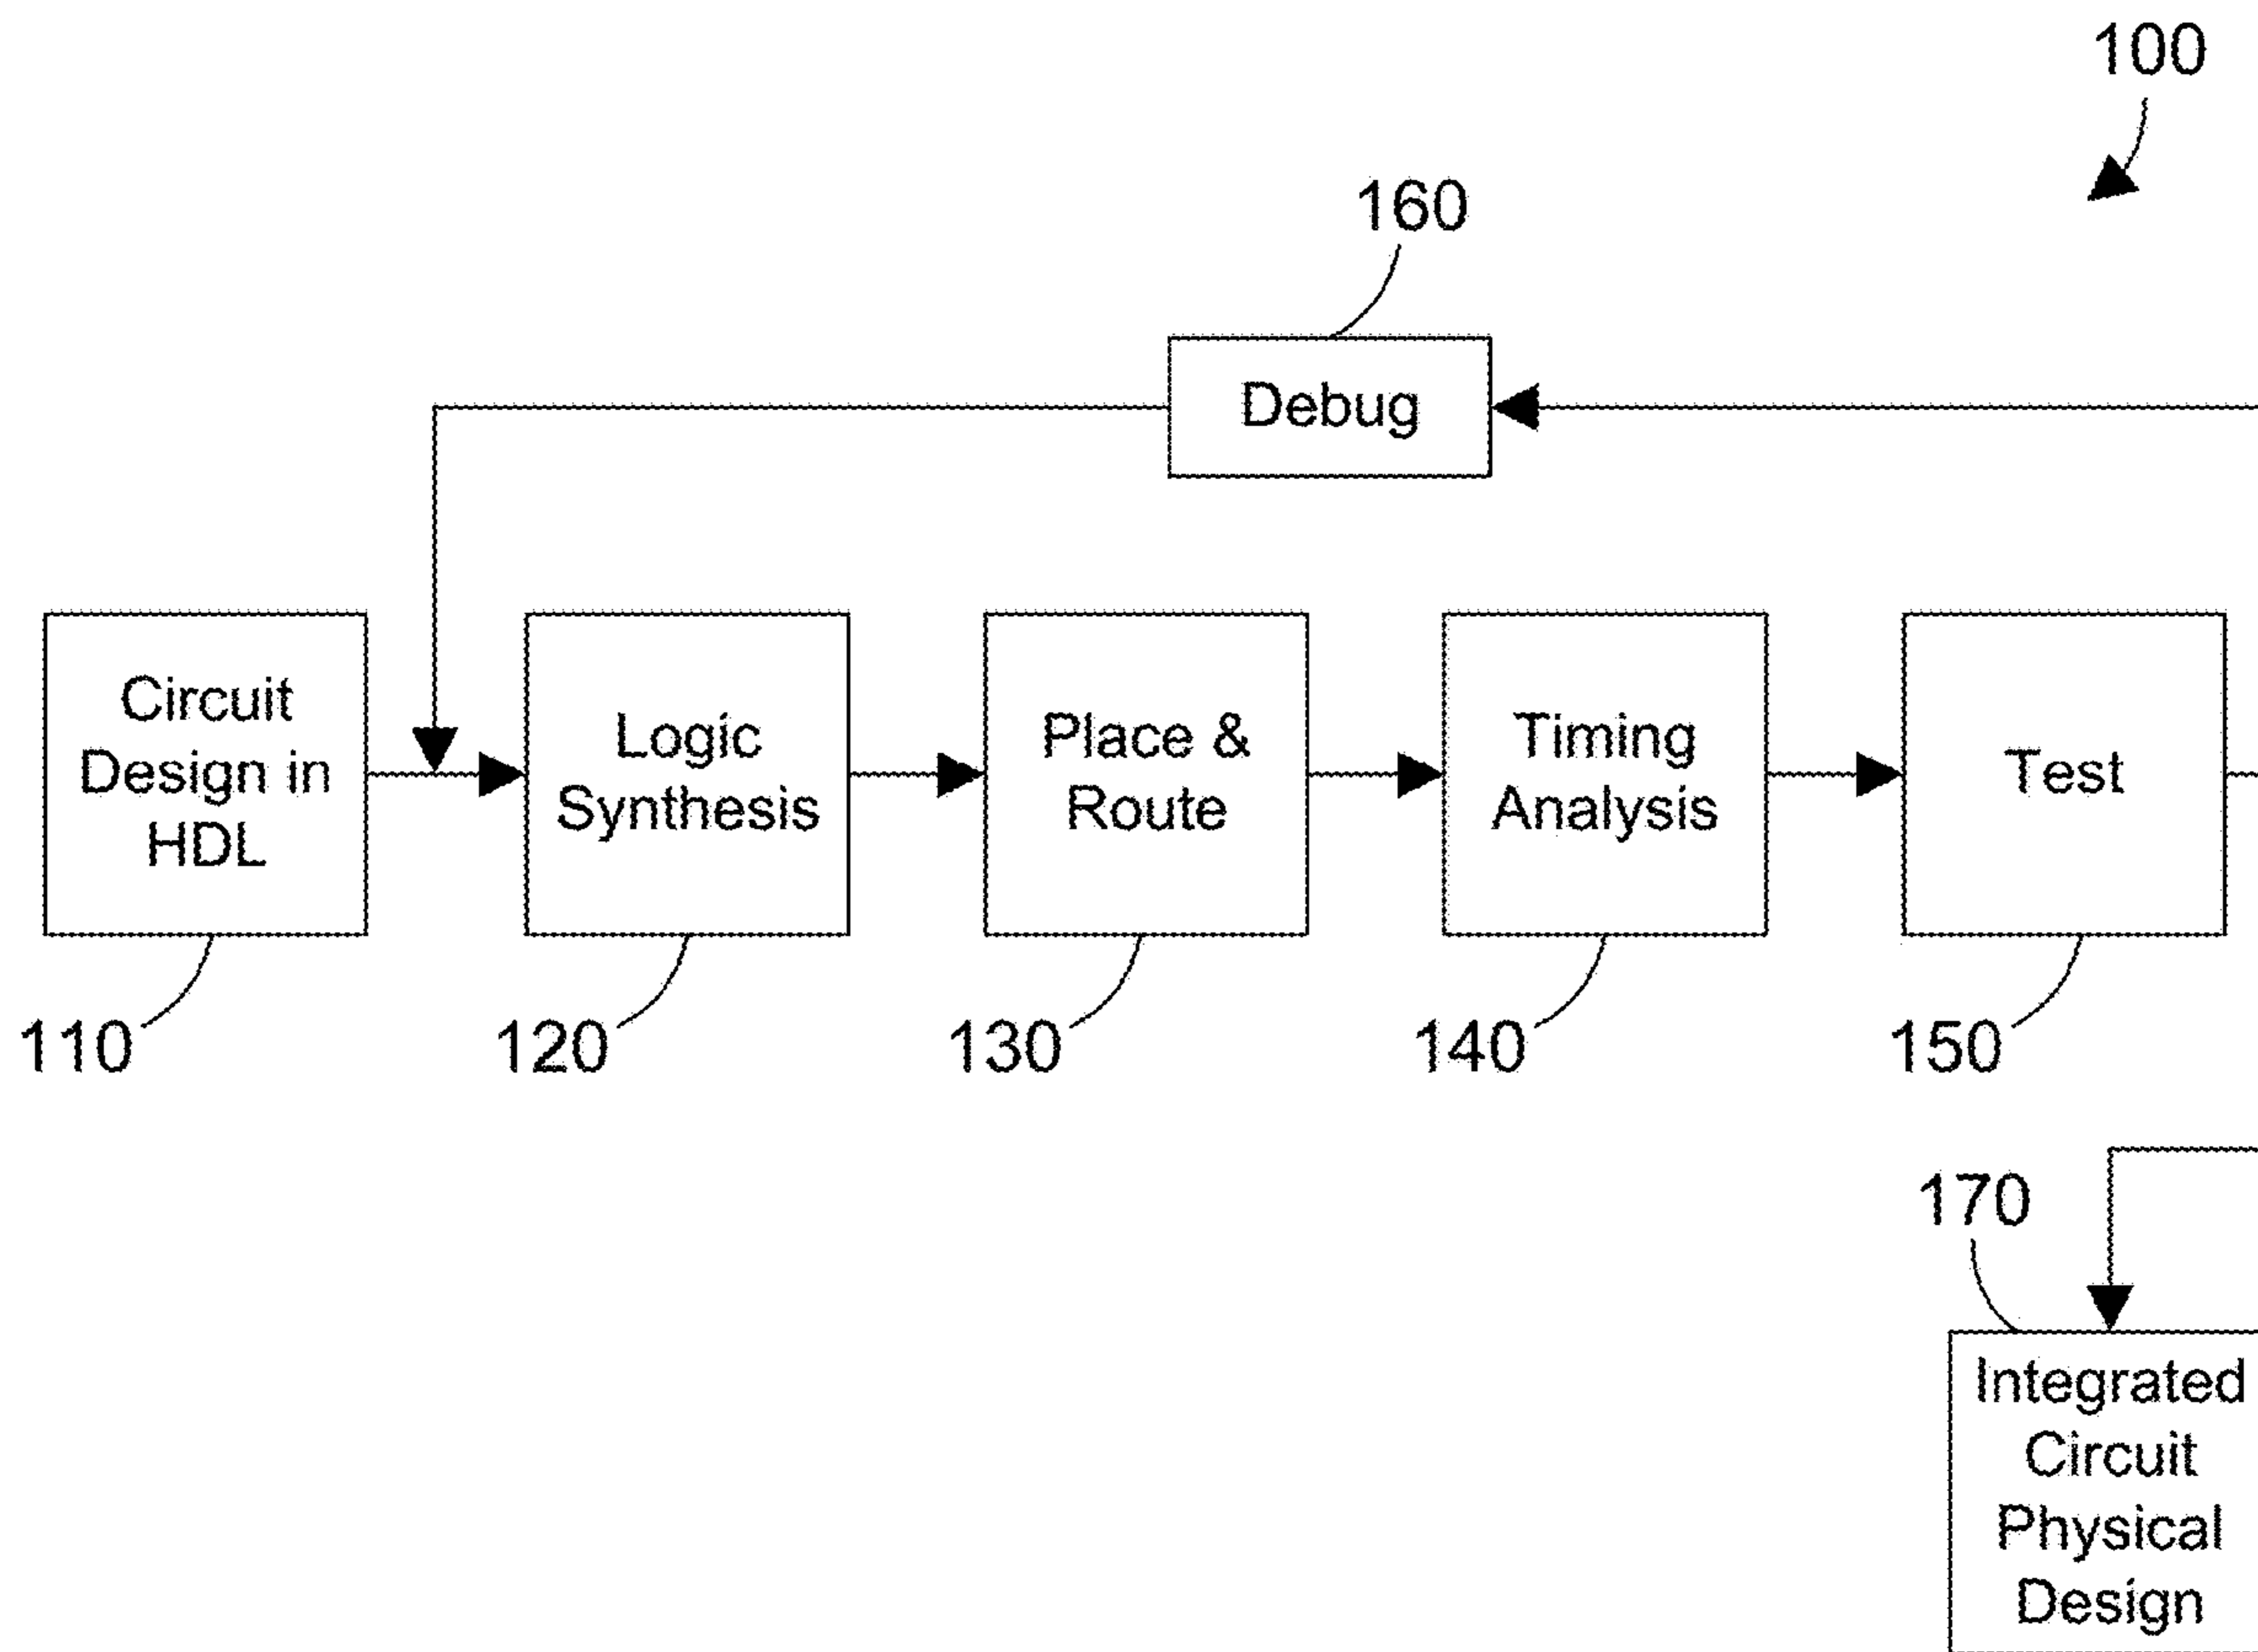 100
160
Debug
Circuit
Design in
HDL
Logic
Synthesis
Place &
Route
Timing
Analysis
Test
110
120
130
140
150
170
Integrated
Circuit
Physical
Design